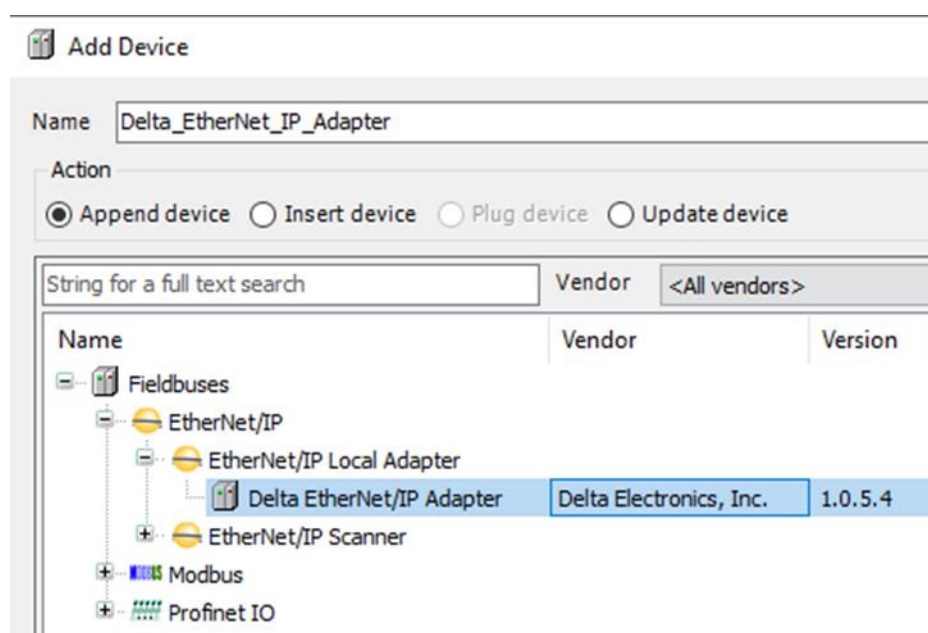 Add Device
Name Delta_EtherNet_IP_Adapter
Action
Append device Insert device Plug device Update device
String for a full text search Vendor <All vendors>
Name Vendor Version
Fieldbuses
EtherNet/IP
EtherNet/IP Local Adapter
Delta EtherNet/IP Adapter Delta Electronics, Inc. 1.0.5.4
EtherNet/IP Scanner
MODBUS Modbus
Profinet IO